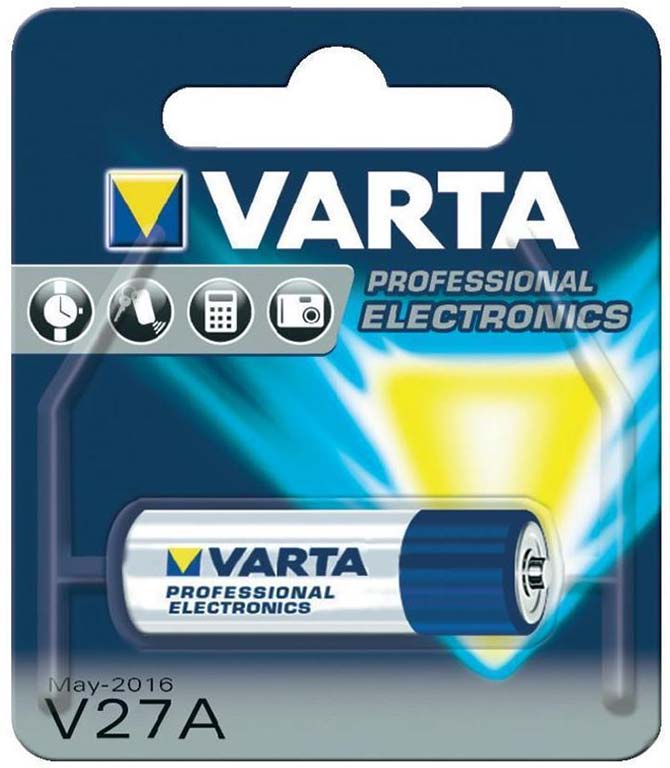 VARTA
PROFESSIONAL
ELECTRONICS
VARTA
PROFESSIONAL
ELECTRONICS
May-2016
V27A